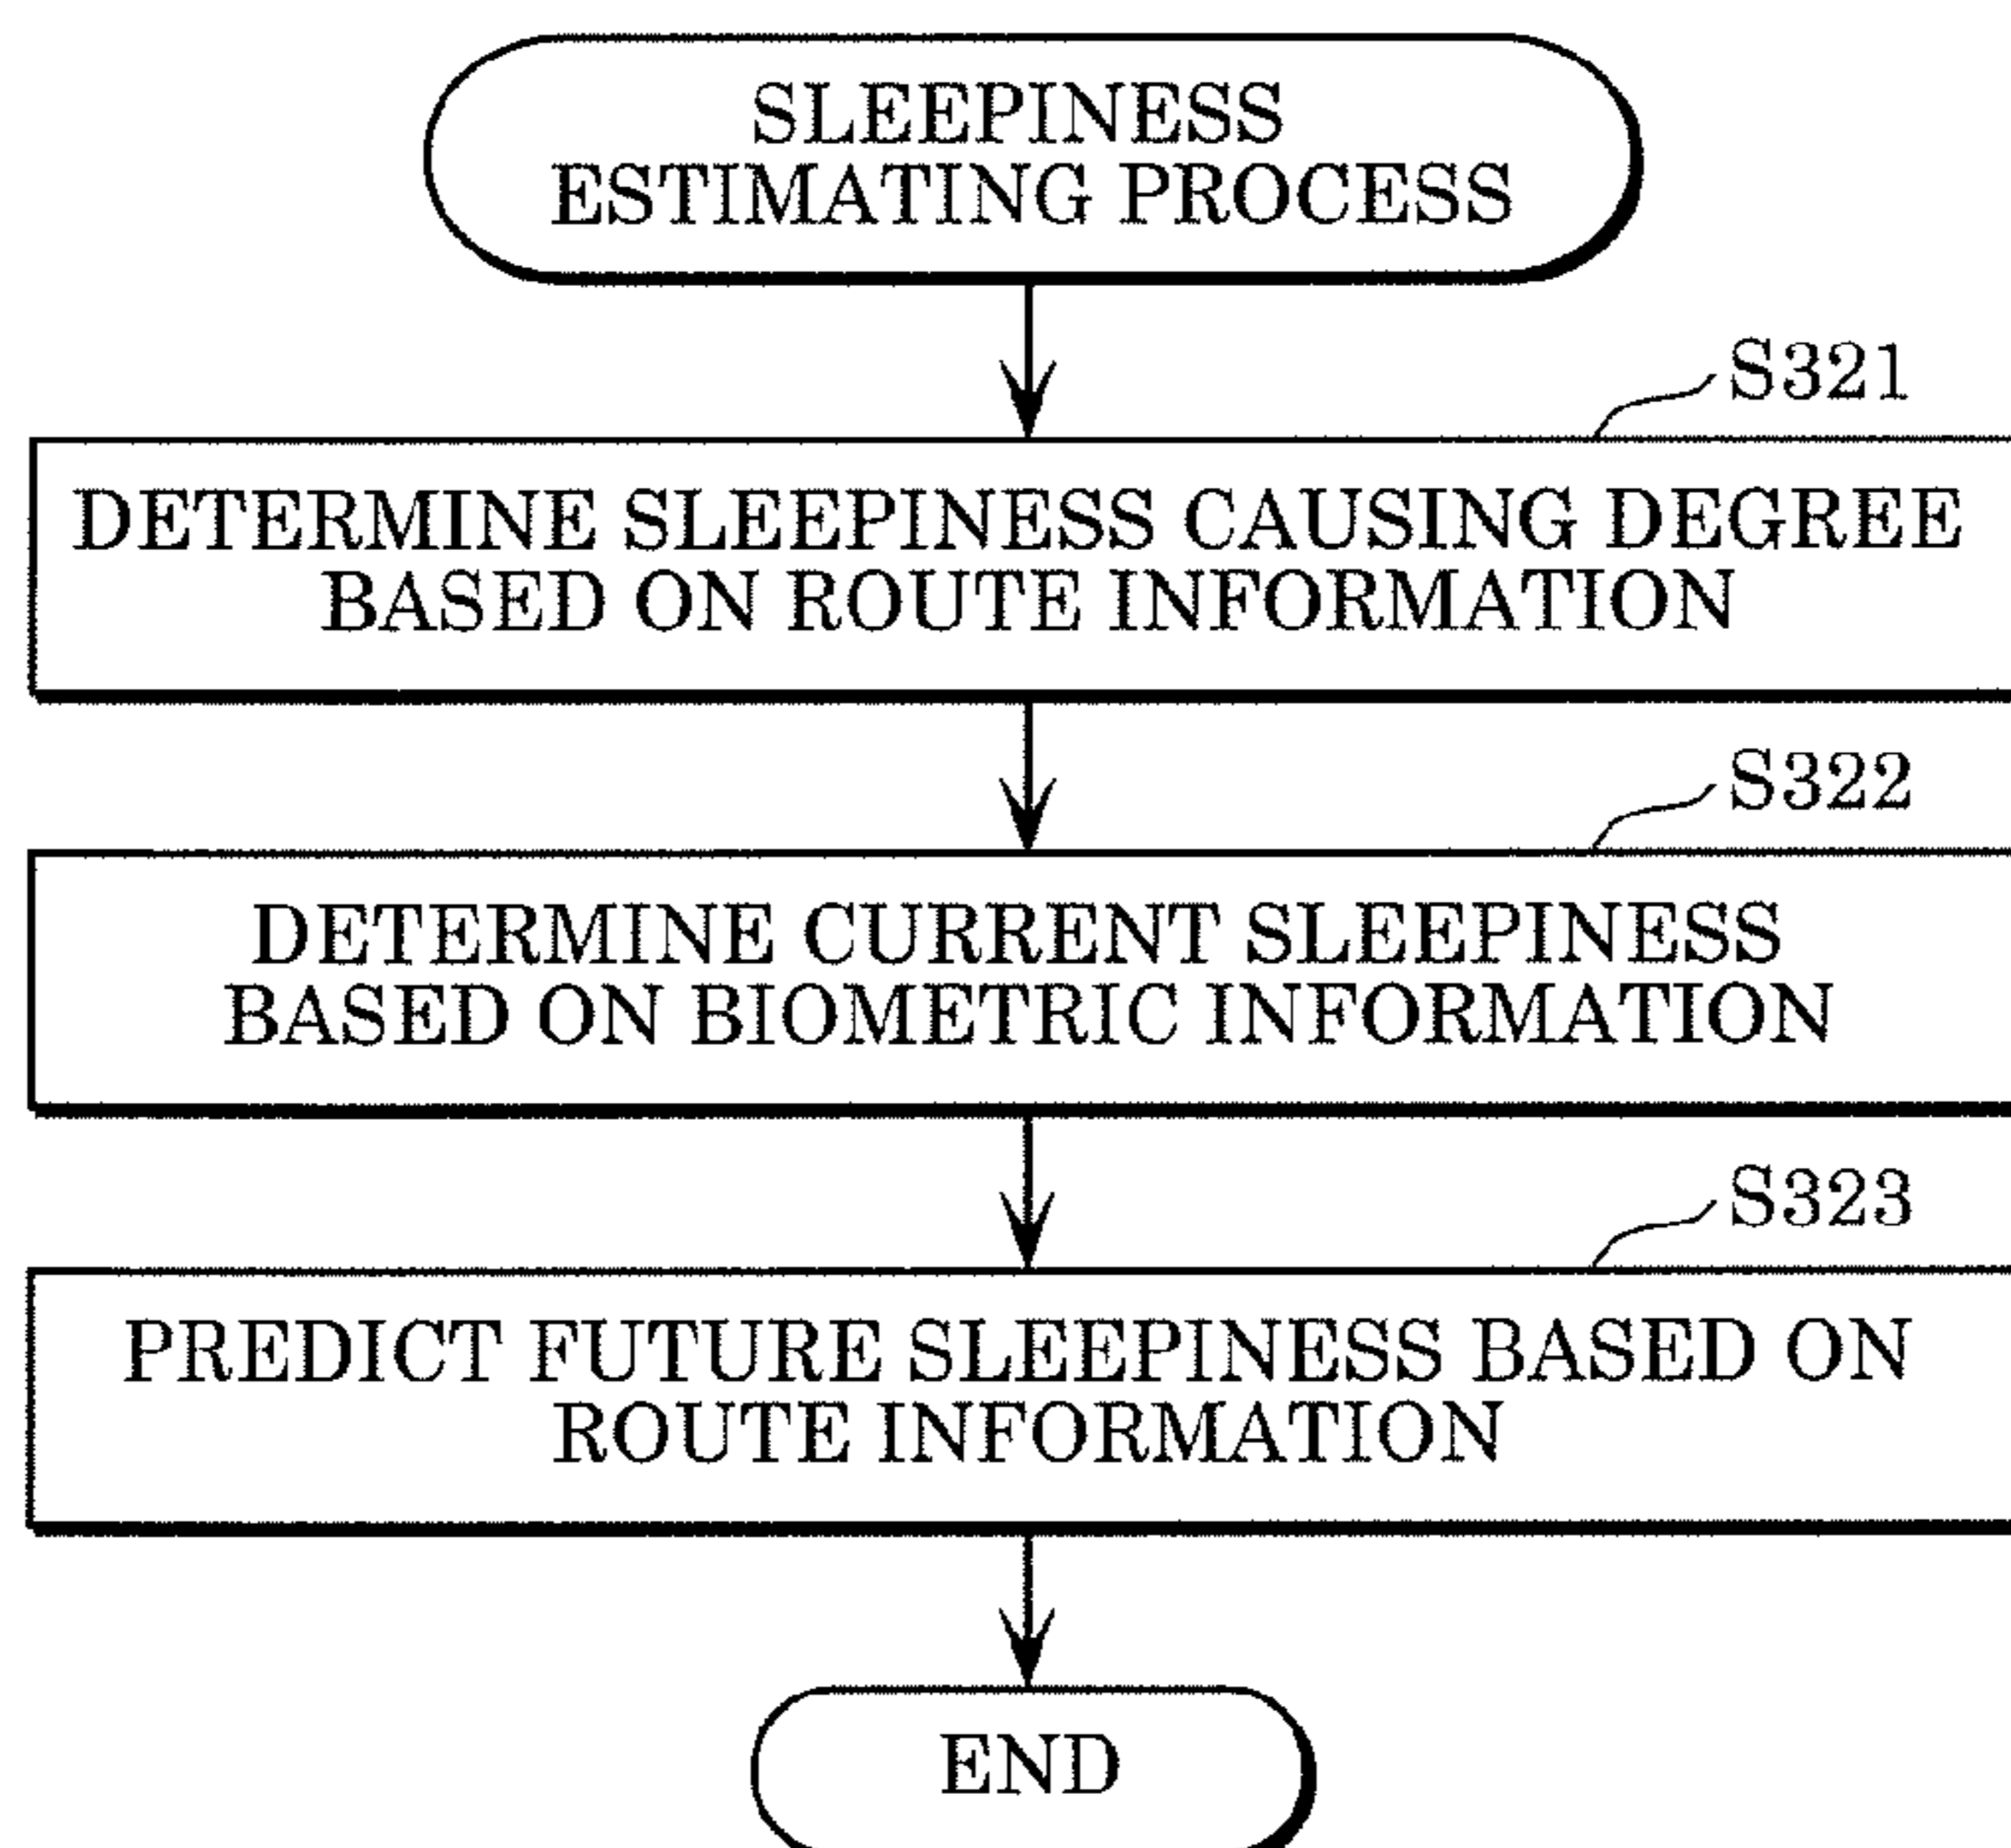 SLEEPINESS
ESTIMATING PROCESS
S321
DETERMINE SLEEPINESS CAUSING DEGREE
BASED ON ROUTE INFORMATION
S322
DETERMINE CURRENT SLEEPINESS
BASED ON BIOMETRIC INFORMATION
S323
PREDICT FUTURE SLEEPINESS BASED ON
ROUTE INFORMATION
END